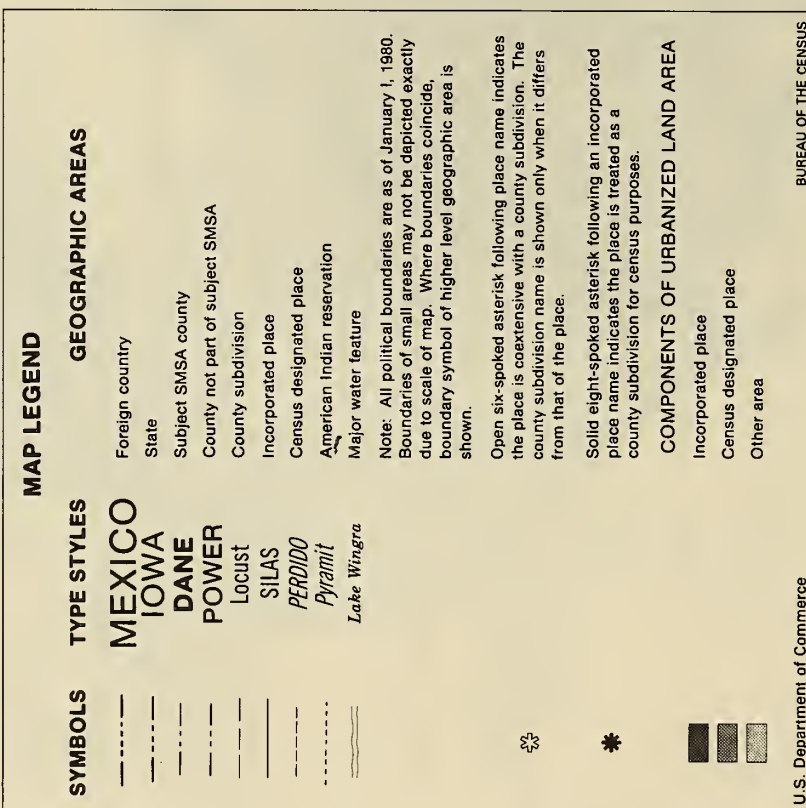 MAP LEGEND
SYMBOLS TYPE STYLES GEOGRAPHIC AREAS
MEXICO Foreign country
IOWA State
DANE Subject SMSA county
POWER County not part of subject SMSA
Locust County subdivision
SILAS Incorporated place
PERDIDO Census designated place
Pyramit American Indian reservation
Lake Wingra Major water feature
Note: All political boundaries are as of January 1, 1980.
Boundaries of small areas may not be depicted exactly
due to scale of map. Where boundaries coincide,
boundary symbol of higher level geographic area is
shown.
Open six-spoked asterisk following place name indicates
the place is coextensive with a county subdivision. The
county subdivision name is shown only when it differs
from that of the place.
Solid eight-spoked asterisk following an incorporated
place name indicates the place is treated as a
county subdivision for census purposes.
COMPONENTS OF URBANIZED LAND AREA
Incorporated place
Census designated place
Other area
U.S. Department of Commerce BUREAU OF THE CENSUS